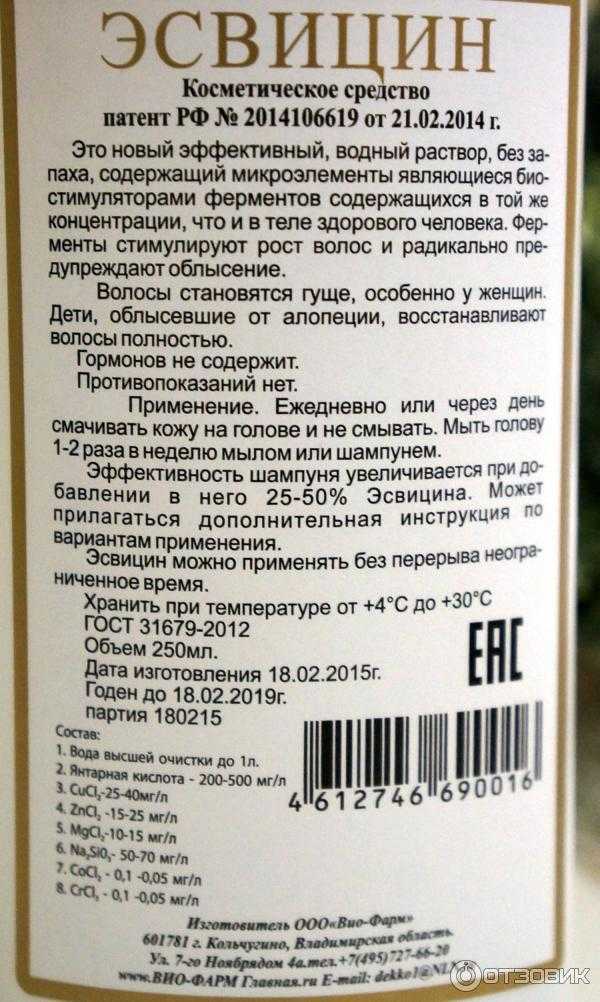 ЭСВИЦИН
Косметическое средство
патент РФ № 2014106619 от 21.02.2014 г.
Это новый эффективный, водный раствор, без за-
паха, содержащий микроэлементы являющиеся био-
стимуляторами ферментов содержащихся в той же
концентрации, что и в теле здорового человека. Фер-
менты стимулируют рост волос и радикально пре-
дупреждают облысение.
Волосы становятся гуще, особенно у женщин.
Дети, облысевшие от алопеции, восстанавливают
волосы полностью.
Гормонов не содержит.
Противопоказаний нет.
Применение. Ежедневно или через день
смачивать кожу на голове и не смывать. Мыть голову
1-2 раза в неделю мылом или шампунем.
Эффективность шампуня увеличивается при до-
бавлении в него 25-50% Эсвицина. Может
прилагаться дополнительная инструкция по
вариантам применения.
Эсвицин можно применять без перерыва неогра-
ниченное время.
Хранить при температуре от +4°С до +30°С
ГОСТ 31679-2012
Объем 250мл.
Дата изготовления 18.02.2015г.
Годен до 18.02.2019г.
партия 180215
EAC
Состав:
1. Вода высшей очистки до 1л.
2. Янтарная кислота - 200-500 мг/л
3. CuCl₂-25-40мг/л
4. ZnCl₂ -15-25 мг/л
5. MgCl₂-10-15 мг/л
6. Na₂SiO₃- 50-70 мг/л
7. CoCl₂ - 0,1 -0,05 мг/л
8. CrCl₃ - 0,1 -0,05 мг/л
4 612746 690016
Изготовитель ООО«Вио-Фарм»
601781 г. Кольчугино, Владимирская область
Ул. 7-го Ноябрядом 4а.тел.+7(495)727-66-20
www.ВИО-ФАРМ Главная.ru E-mail: dekko1@NLN
ОТЗОВИК